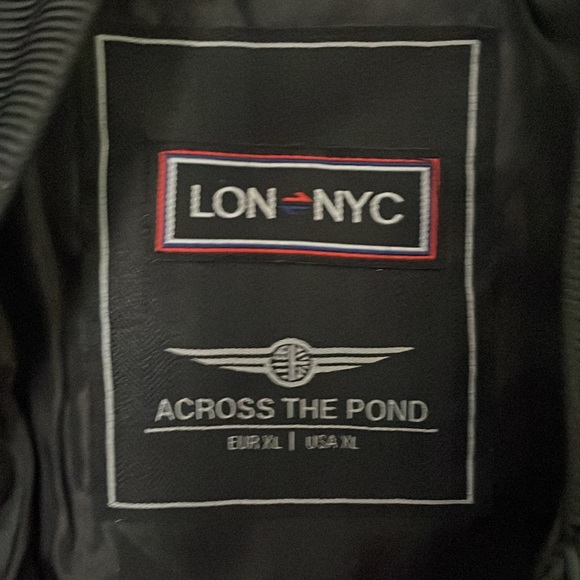 LON NYC
ACROSS THE POND
EUR XL | USA XL